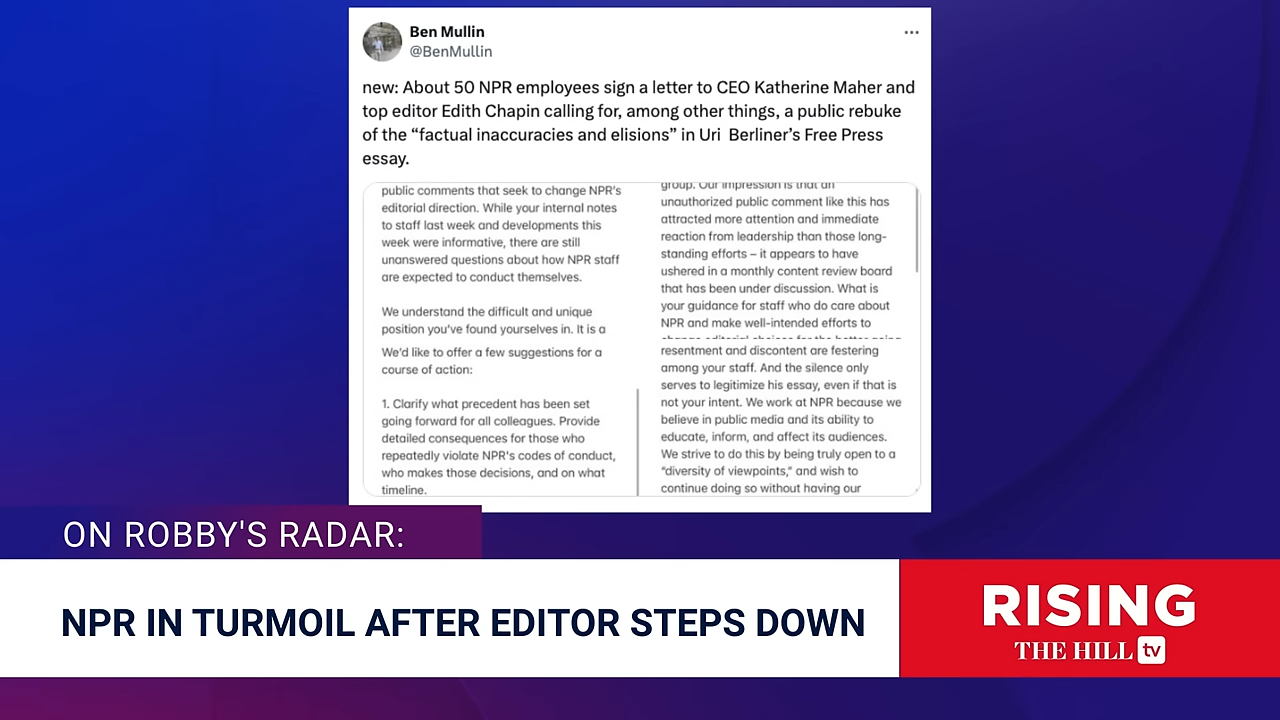 Ben Mullin
@BenMullin
new: About 50 NPR employees sign a letter to CEO Katherine Maher and
top editor Edith Chapin calling for, among other things, a public rebuke
of the “factual inaccuracies and elisions” in Uri Berliner’s Free Press
essay.
public comments that seek to change NPR's
editorial direction. While your internal notes
to staff last week and developments this
week were informative, there are still
unanswered questions about how NPR staff
are expected to conduct themselves.
We understand the difficult and unique
position you’ve found yourselves in. It is a
We’d like to offer a few suggestions for a
course of action:
1. Clarify what precedent has been set
going forward for all colleagues. Provide
detailed consequences for those who
repeatedly violate NPR's codes of conduct,
who makes those decisions, and on what
timeline.
group. Our impression is that an
unauthorized public comment like this has
attracted more attention and immediate
reaction from leadership than those long-
standing efforts – it appears to have
ushered in a monthly content review board
that has been under discussion. What is
your guidance for staff who do care about
NPR and make well-intended efforts to
change editorial choices for the better going
resentment and discontent are festering
among your staff. And the silence only
serves to legitimize his essay, even if that is
not your intent. We work at NPR because we
believe in public media and its ability to
educate, inform, and affect its audiences.
We strive to do this by being truly open to a
“diversity of viewpoints,” and wish to
continue doing so without having our
ON ROBBY'S RADAR:
NPR IN TURMOIL AFTER EDITOR STEPS DOWN
RISING
THE HILL tv